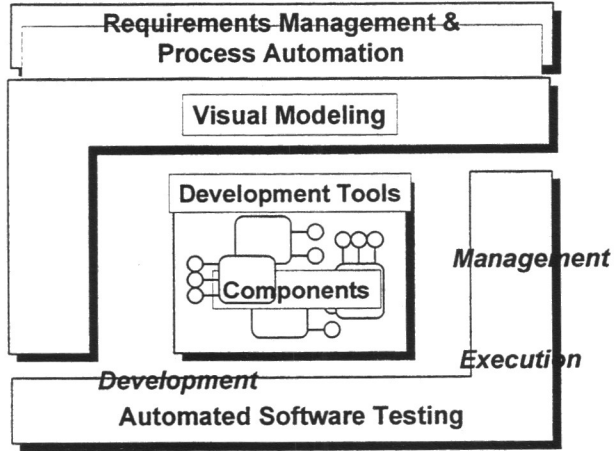 Requirements Management &
Process Automation
Visual Modeling
Development Tools
Components
Management
Execution
Development
Automated Software Testing